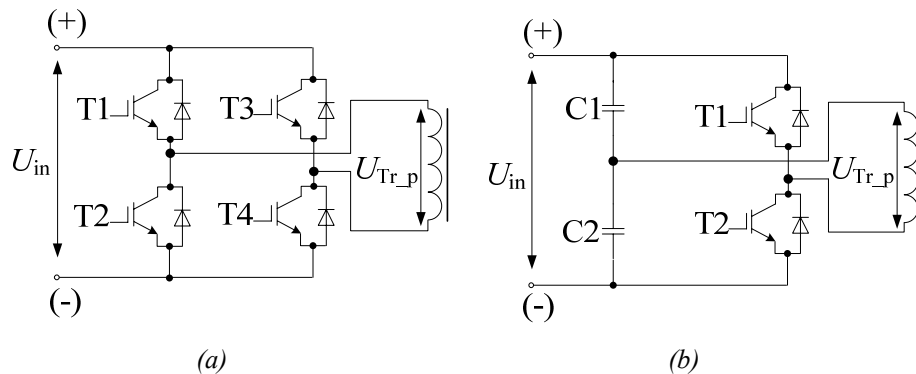 (+)
T1
T3
U_in
U_Tr_p
T2
T4
(-)
(a)
(+)
C1
T1
U_in
U_Tr_p
C2
T2
(-)
(b)